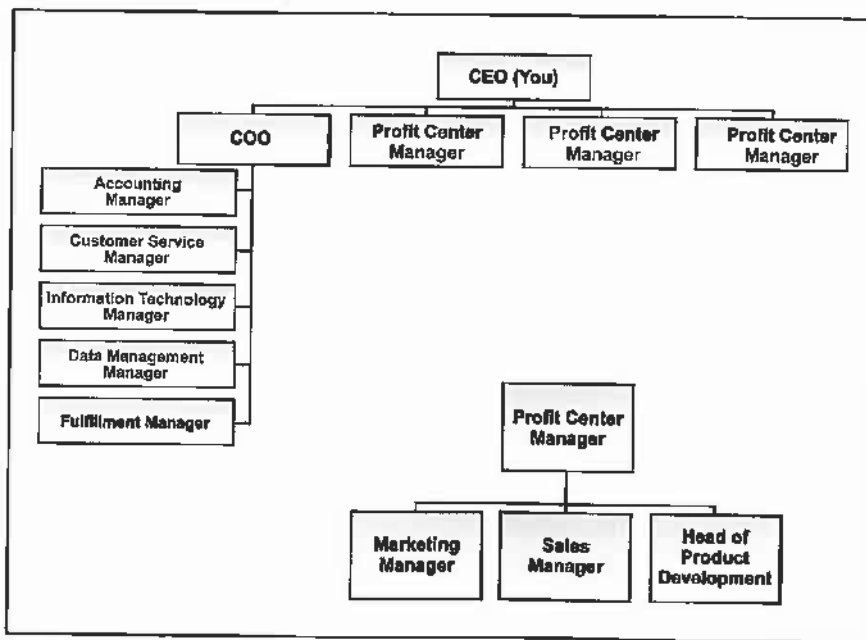 CEO (You)
COO
Profit Center
Manager
Profit Center
Manager
Profit Center
Manager
Accounting
Manager
Customer Service
Manager
Information Technology
Manager
Data Management
Manager
Fulfillment Manager
Profit Center
Manager
Marketing
Manager
Sales
Manager
Head of
Product
Development